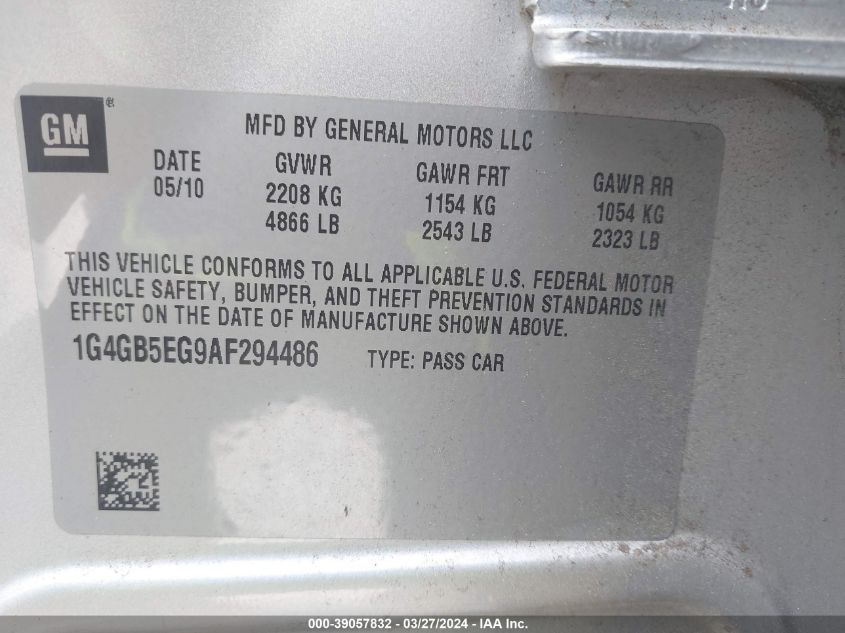 GM®
MFD BY GENERAL MOTORS LLC
DATE GVWR GAWR FRT GAWR RR
05/10 2208 KG 1154 KG 1054 KG
4866 LB 2543 LB 2323 LB
THIS VEHICLE CONFORMS TO ALL APPLICABLE U.S. FEDERAL MOTOR
VEHICLE SAFETY, BUMPER, AND THEFT PREVENTION STANDARDS IN
EFFECT ON THE DATE OF MANUFACTURE SHOWN ABOVE.
1G4GB5EG9AF294486 TYPE: PASS CAR
000-39057832 - 03/27/2024 - IAA Inc.